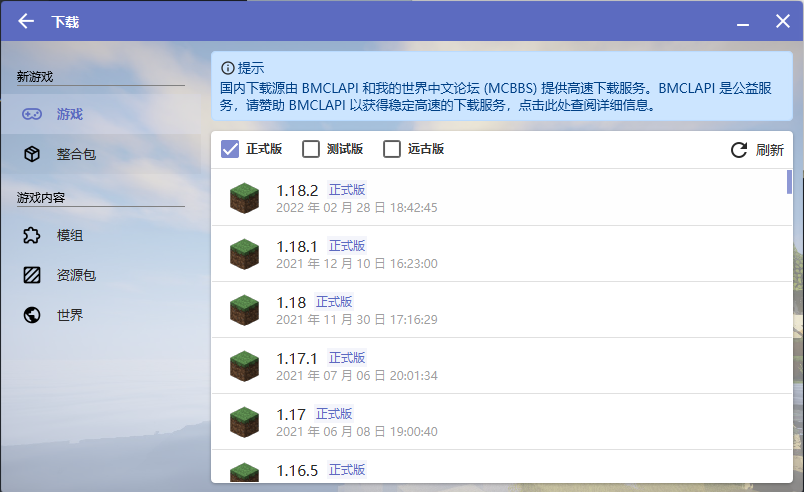 下载
新游戏
游戏
整合包
游戏内容
模组
资源包
世界
提示
国内下载源由 BMCLAPI 和我的世界中文论坛 (MCBBS) 提供高速下载服务。BMCLAPI 是公益服
务，请赞助 BMCLAPI 以获得稳定高速的下载服务，点击此处查阅详细信息。
正式版 测试版 远古版 刷新
1.18.2 正式版
2022 年 02 月 28 日 18:42:45
1.18.1 正式版
2021 年 12 月 10 日 16:23:00
1.18 正式版
2021 年 11 月 30 日 17:16:29
1.17.1 正式版
2021 年 07 月 06 日 20:01:34
1.17 正式版
2021 年 06 月 08 日 19:00:40
1.16.5 正式版